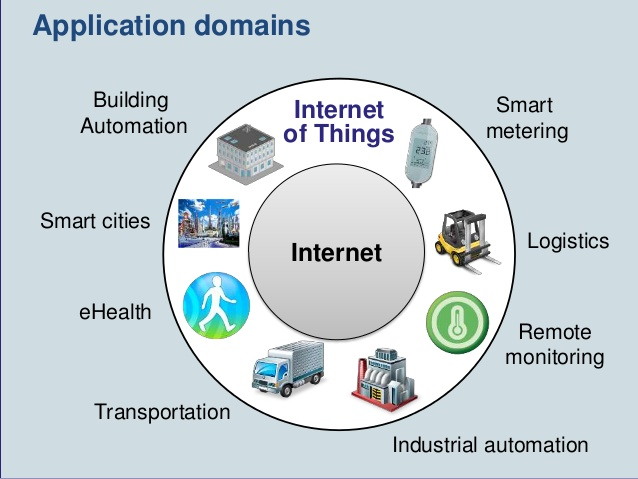 Application domains
Building
Automation
Internet
of Things
Smart
metering
Smart cities
Internet
Logistics
eHealth
Remote
monitoring
Transportation
Industrial automation